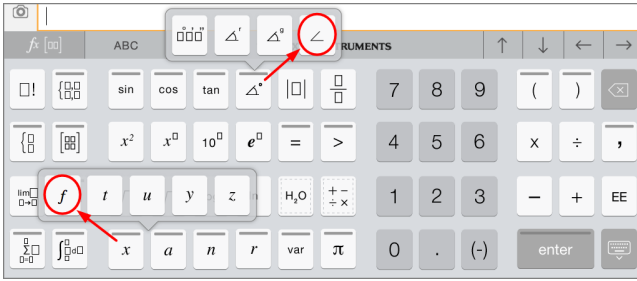 □□□° ' "  ∡'  ∡ᵍ  ∠
f× [□□]  ABC  RUMENTS  ↑  ↓  ←  →
□!  {□,□ □,□  sin  cos  tan  ∡°  |□|  □/□  7  8  9  (  )
{□ □  [□□]  x²  x□  10□  e□  =  >  4  5  6  x  ÷  ,
lim□ □→□  f  t  u  y  z  n  H₂O  + − ÷ ×  1  2  3  −  +  EE
□ Σ□ □=□  ∫□ □ □d□  x  a  n  r  var  π  0  .  (-)  enter